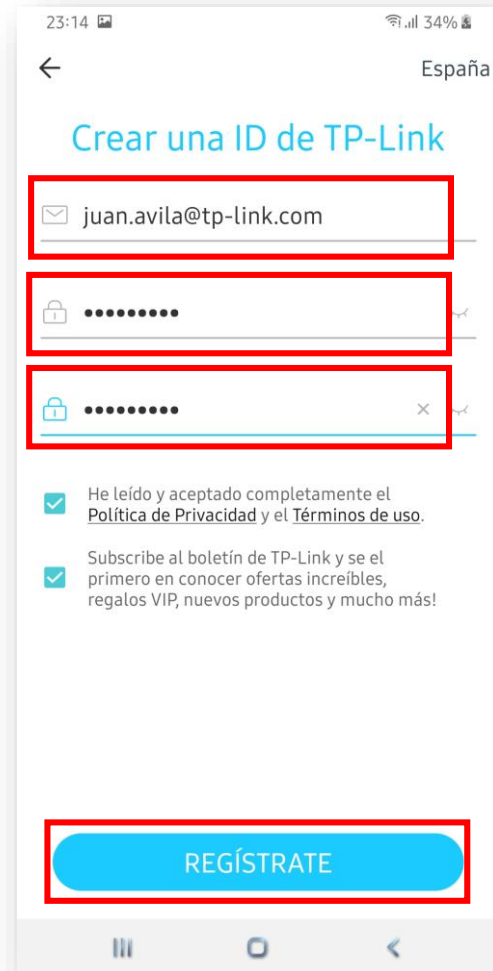 23:14 34%
España
Crear una ID de TP-Link
juan.avila@tp-link.com
•••••••••
•••••••••
He leído y aceptado completamente el
Política de Privacidad y el Términos de uso.
Subscribe al boletín de TP-Link y se el
primero en conocer ofertas increíbles,
regalos VIP, nuevos productos y mucho más!
REGÍSTRATE